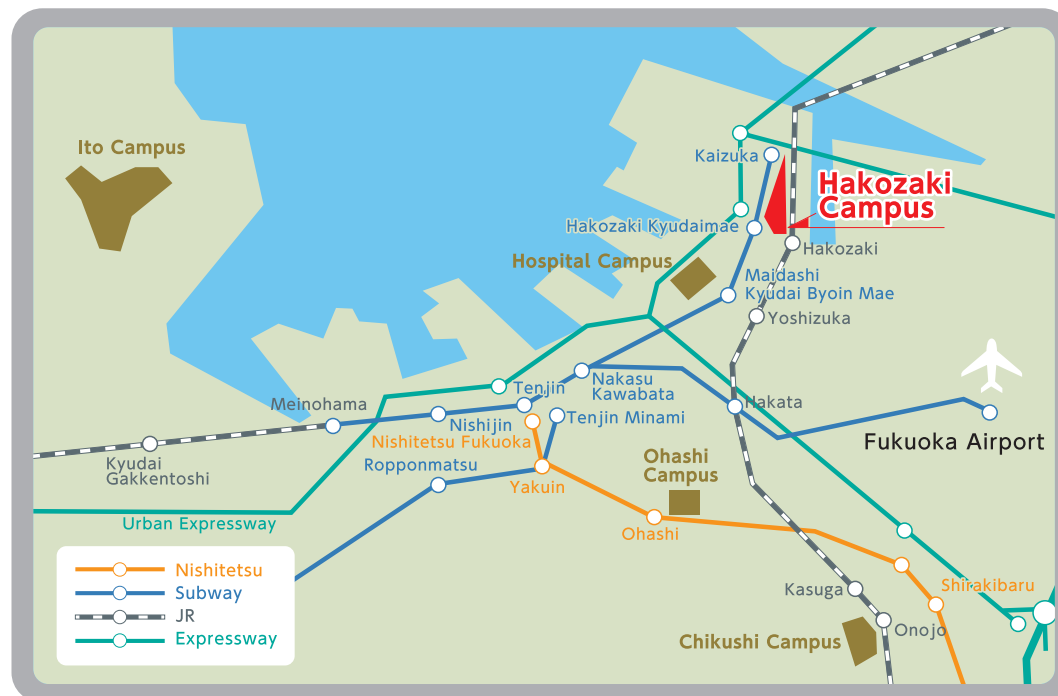 Ito Campus
Kaizuka
Hakozaki
Campus
Hakozaki Kyudaimae
Hakozaki
Hospital Campus
Maidashi
Kyudai Byoin Mae
Yoshizuka
Nakasu
Kawabata
Tenjin
Hakata
Meinohama
Nishijin
Tenjin Minami
Nishitetsu Fukuoka
Fukuoka Airport
Kyudai
Gakkentoshi
Ropponmatsu
Ohashi
Campus
Yakuin
Urban Expressway
Ohashi
Nishitetsu
Subway
JR
Expressway
Kasuga
Shirakibaru
Onojo
Chikushi Campus